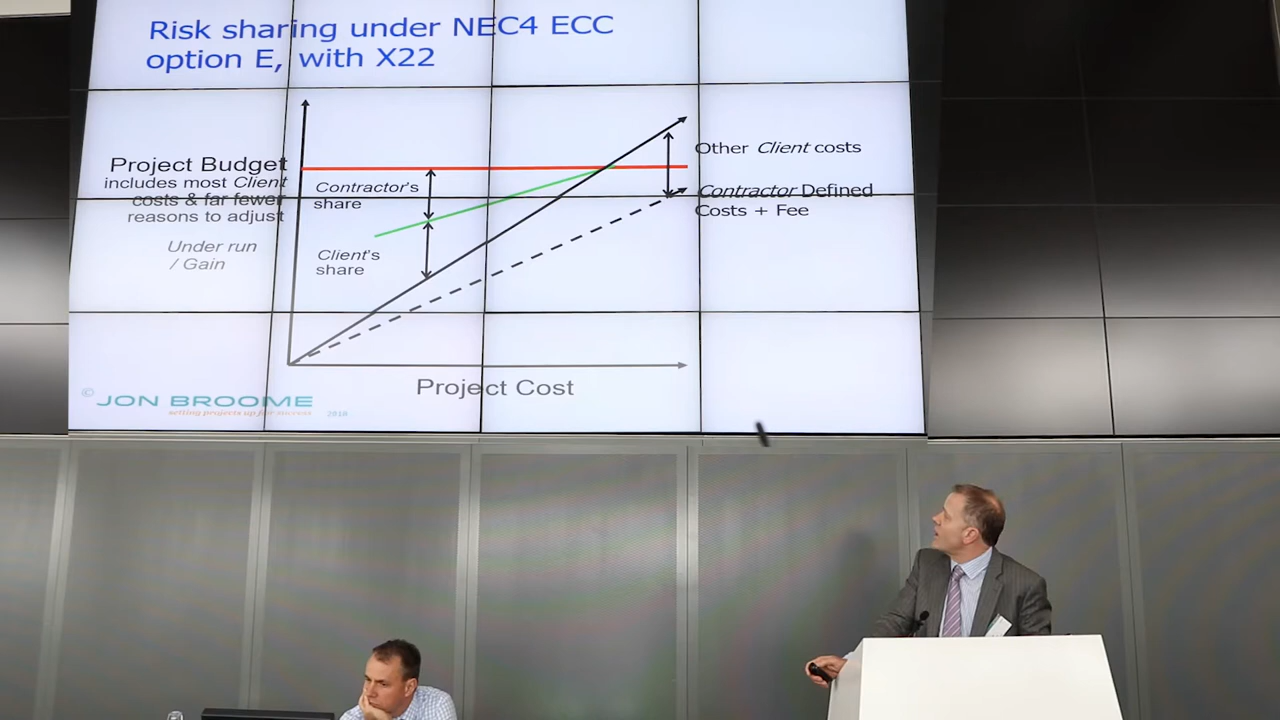 Risk sharing under NEC4 ECC
option E, with X22
Project Budget
includes most Client
costs & far fewer
reasons to adjust
Under run
/ Gain
Contractor's
share
Client's
share
Other Client costs
Contractor Defined
Costs + Fee
Project Cost
© JON BROOME
setting projects up for success 2018